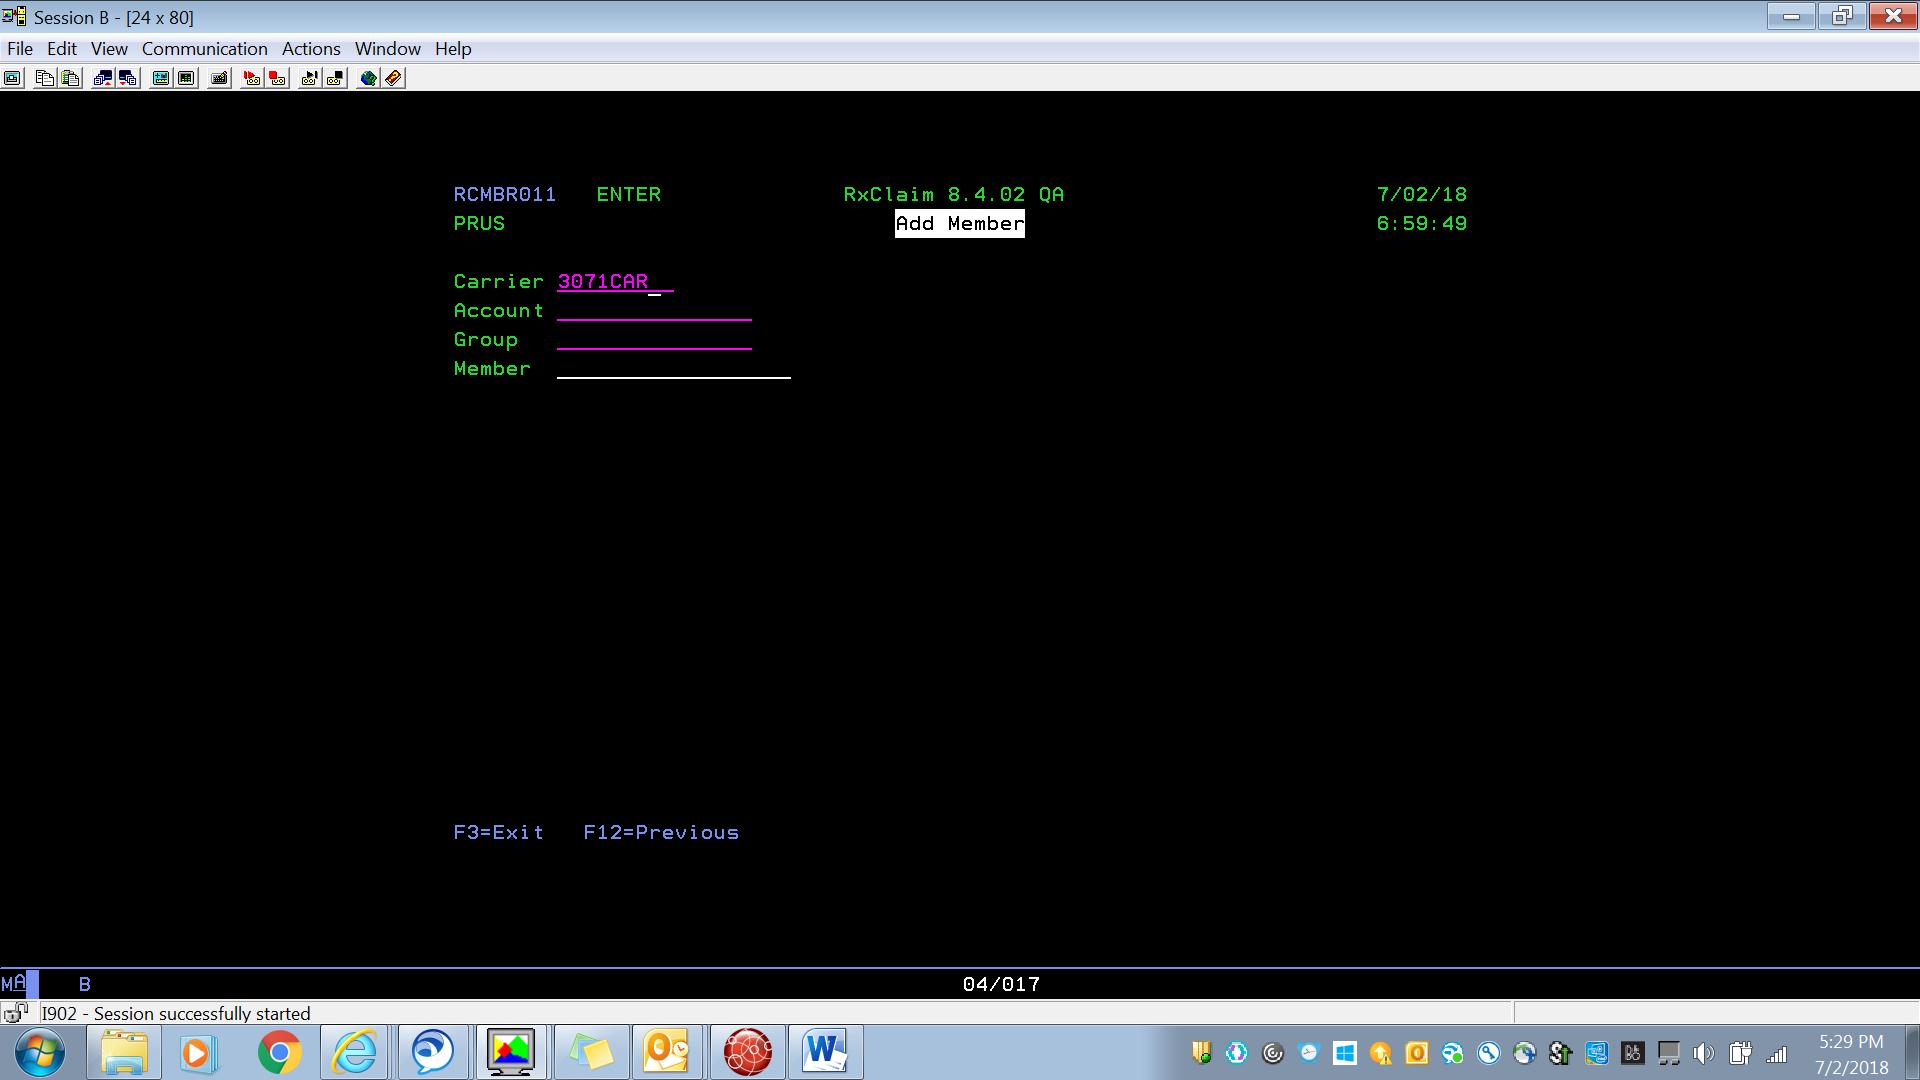 Session B - [24 x 80]
File Edit View Communication Actions Window Help
RCMBR011 ENTER RxClaim 8.4.02 QA 7/02/18
PRUS Add Member 6:59:49
Carrier 3071CAR
Account
Group
Member
F3=Exit F12=Previous
MA B 04/017
I902 - Session successfully started
5:29 PM
7/2/2018